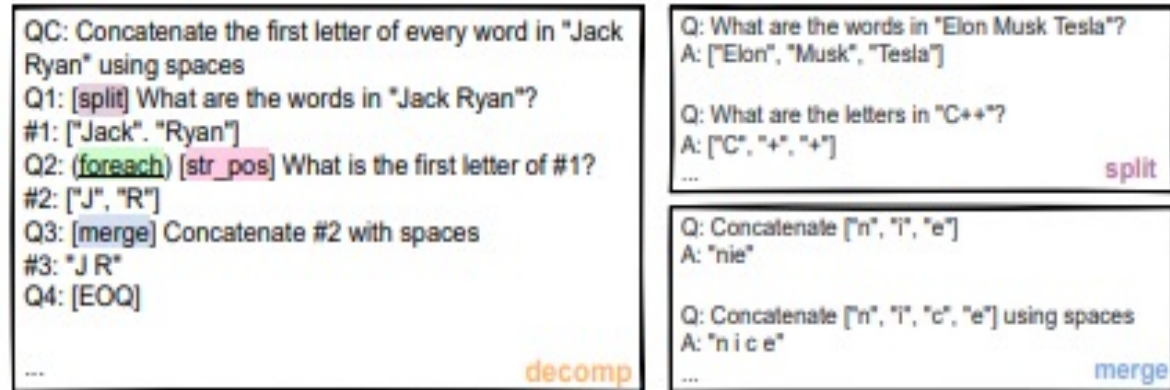 QC: Concatenate the first letter of every word in "Jack
Ryan" using spaces
Q1: [split] What are the words in "Jack Ryan"?
#1: ["Jack". "Ryan"]
Q2: (foreach) [str_pos] What is the first letter of #1?
#2: ["J", "R"]
Q3: [merge] Concatenate #2 with spaces
#3: "J R"
Q4: [EOQ]
...
decomp
Q: What are the words in "Elon Musk Tesla"?
A: ["Elon", "Musk", "Tesla"]
Q: What are the letters in "C++"?
A: ["C", "+", "+"]
...
split
Q: Concatenate ["n", "i", "e"]
A: "nie"
Q: Concatenate ["n", "i", "c", "e"] using spaces
A: "n i c e"
...
merge